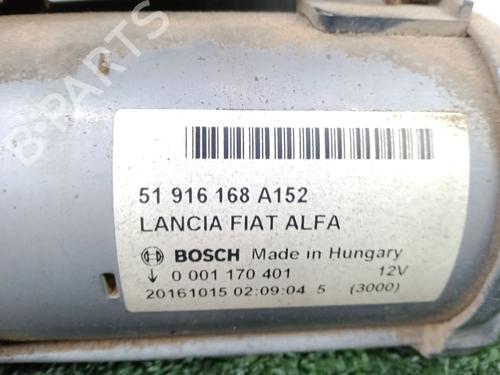 B-PARTS
51 916 168 A152
LANCIA FIAT ALFA
BOSCH Made in Hungary
↓ 0 001 170 401 12V
20161015 02:09:04 5 (3000)